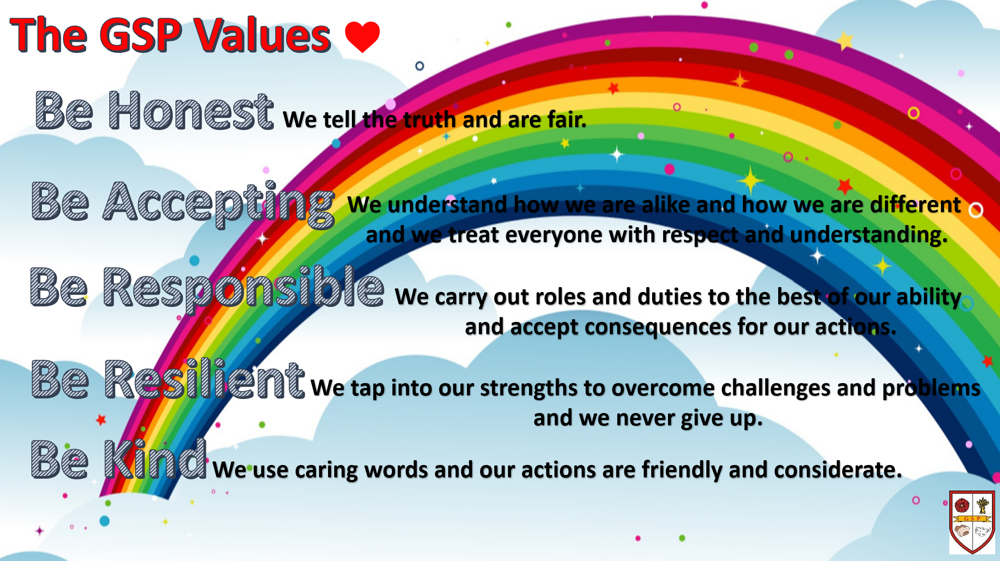 The GSP Values
Be Honest We tell the truth and are fair.
Be Accepting We understand how we are alike and how we are different
and we treat everyone with respect and understanding.
Be Responsible We carry out roles and duties to the best of our ability
and accept consequences for our actions.
Be Resilient We tap into our strengths to overcome challenges and problems
and we never give up.
Be Kind We use caring words and our actions are friendly and considerate.
GSP